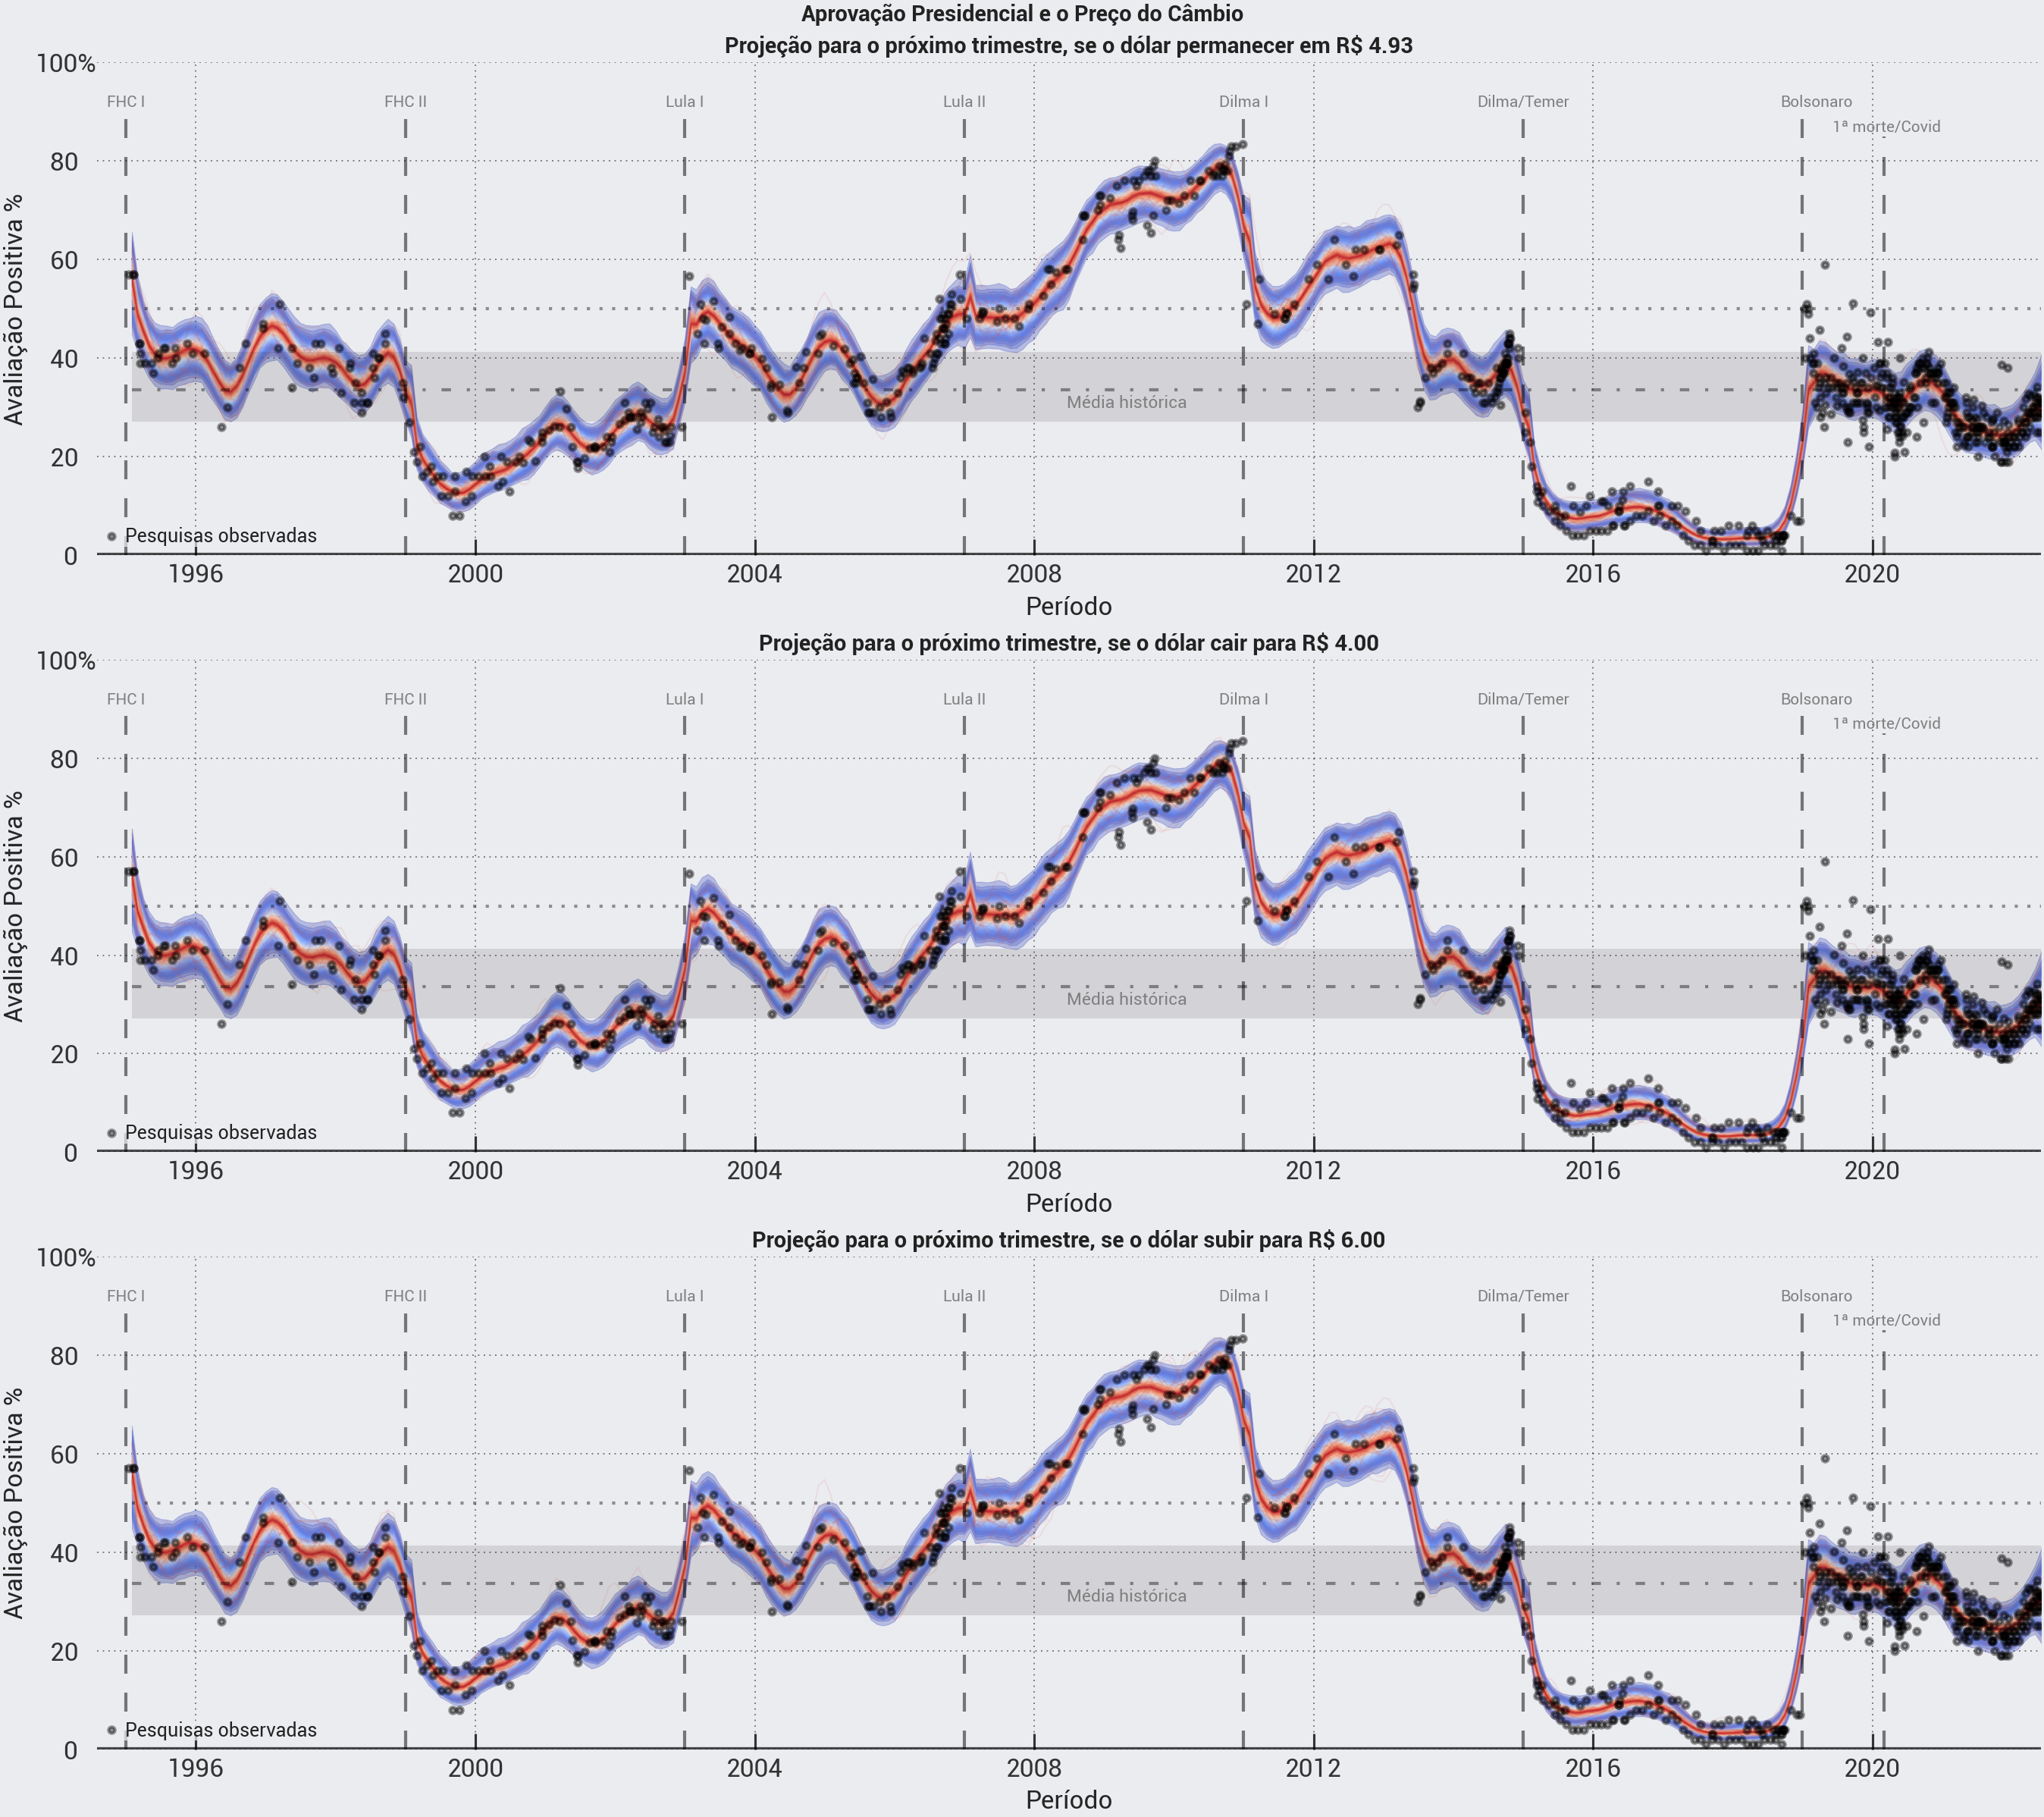 Aprovação Presidencial e o Preço do Câmbio
Projeção para o próximo trimestre, se o dólar permanecer em R$ 4.93
100%
FHC I FHC II Lula I Lula II Dilma I Dilma/Temer Bolsonaro
1ª morte/Covid
80
60
40
Média histórica
20
Pesquisas observadas
0
Avaliação Positiva %
1996 2000 2004 2008 2012 2016 2020
Período
Projeção para o próximo trimestre, se o dólar cair para R$ 4.00
100%
FHC I FHC II Lula I Lula II Dilma I Dilma/Temer Bolsonaro
1ª morte/Covid
80
60
40
Média histórica
20
Pesquisas observadas
0
Avaliação Positiva %
1996 2000 2004 2008 2012 2016 2020
Período
Projeção para o próximo trimestre, se o dólar subir para R$ 6.00
100%
FHC I FHC II Lula I Lula II Dilma I Dilma/Temer Bolsonaro
1ª morte/Covid
80
60
40
Média histórica
20
Pesquisas observadas
0
Avaliação Positiva %
1996 2000 2004 2008 2012 2016 2020
Período